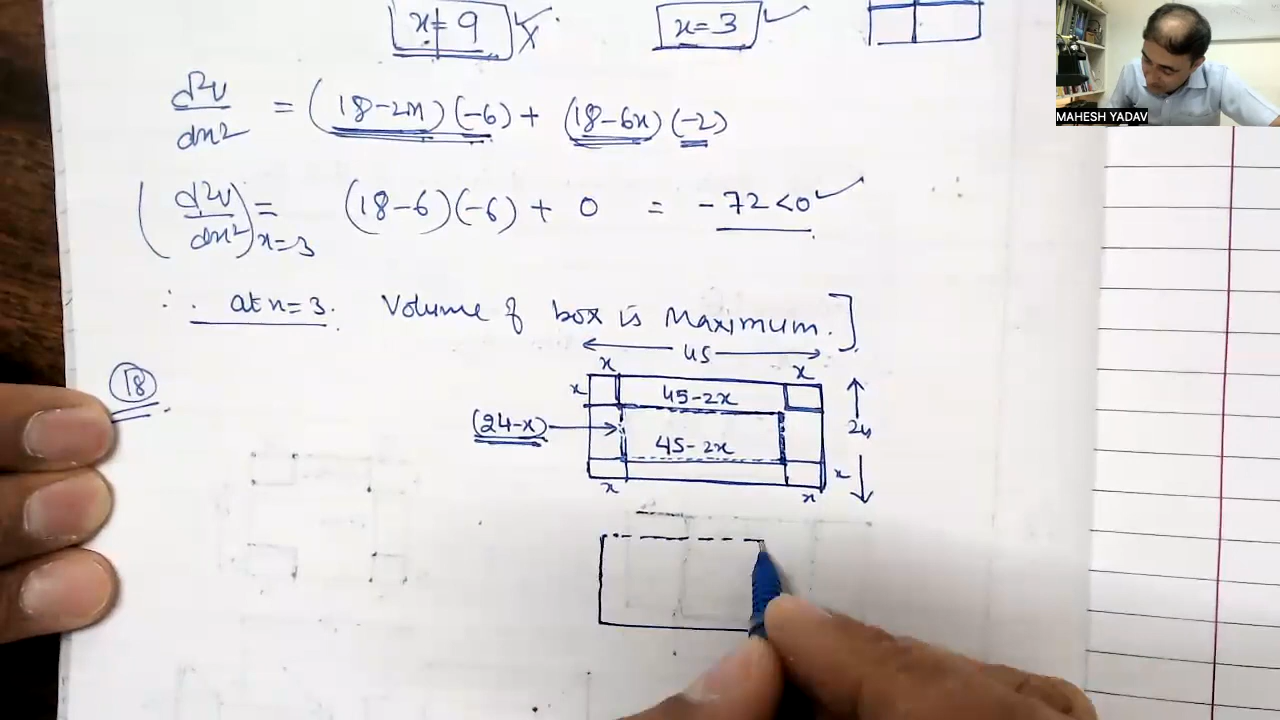 x≠9 x=3
MAHESH YADAV
d²v/dx² = (18-2x)(-6) + (18-6x)(-2)
(d²v/dx²)x=3 = (18-6)(-6) + 0 = -72<0
∴ at x=3. Volume of box is Maximum.]
45
x x
(18) x 45-2x
(24-x) 24
45-2x
x
x x